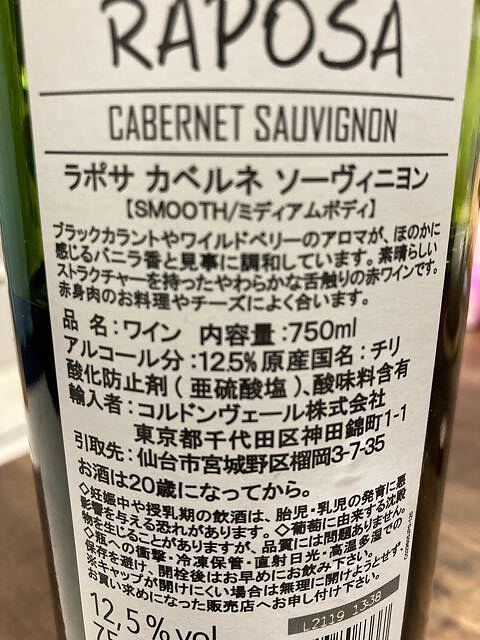 RAPOSA
CABERNET SAUVIGNON
ラポサ カベルネ ソーヴィニヨン
【SMOOTH/ミディアムボディ】
ブラックカラントやワイルドベリーのアロマが、ほのかに
感じるバニラ香と見事に調和しています。素晴らしい
ストラクチャーを持ったやわらかな舌触りの赤ワインです。
赤身肉のお料理やチーズによく合います。
品 名:ワイン 内容量:750ml
アルコール分:12.5% 原産国名:チリ
酸化防止剤(亜硫酸塩)、酸味料含有
輸入者:コルドンヴェール株式会社
東京都千代田区神田錦町1-1
引取先:仙台市宮城野区榴岡3-7-35
お酒は20歳になってから。
◇妊娠中や授乳期の飲酒は、胎児・乳児の発育に悪
影響を与える恐れがあります。◇葡萄に由来する沈殿
物を生じることがありますが、品質には問題ありません。
◇瓶への衝撃・冷凍保管・直射日光・高温多湿での
保存を避け、開栓後はお早めにお飲み下さい。
※キャップが開けにくい場合は無理に開けようとせず、
お買い求めになった販売店へお申し付け下さい。
L2119 13:38
12,5% vol